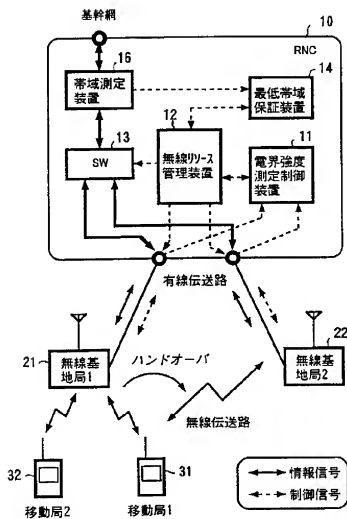 基幹網
10
RNC
16
帯域測定
装置
14
最低帯域
保証装置
12
13
SW
無線リソース
管理装置
11
電界強度
測定制御
装置
有線伝送路
21
無線基
地局1
ハンドオーバ
22
無線基
地局2
無線伝送路
32
31
移動局2
移動局1
情報信号
制御信号